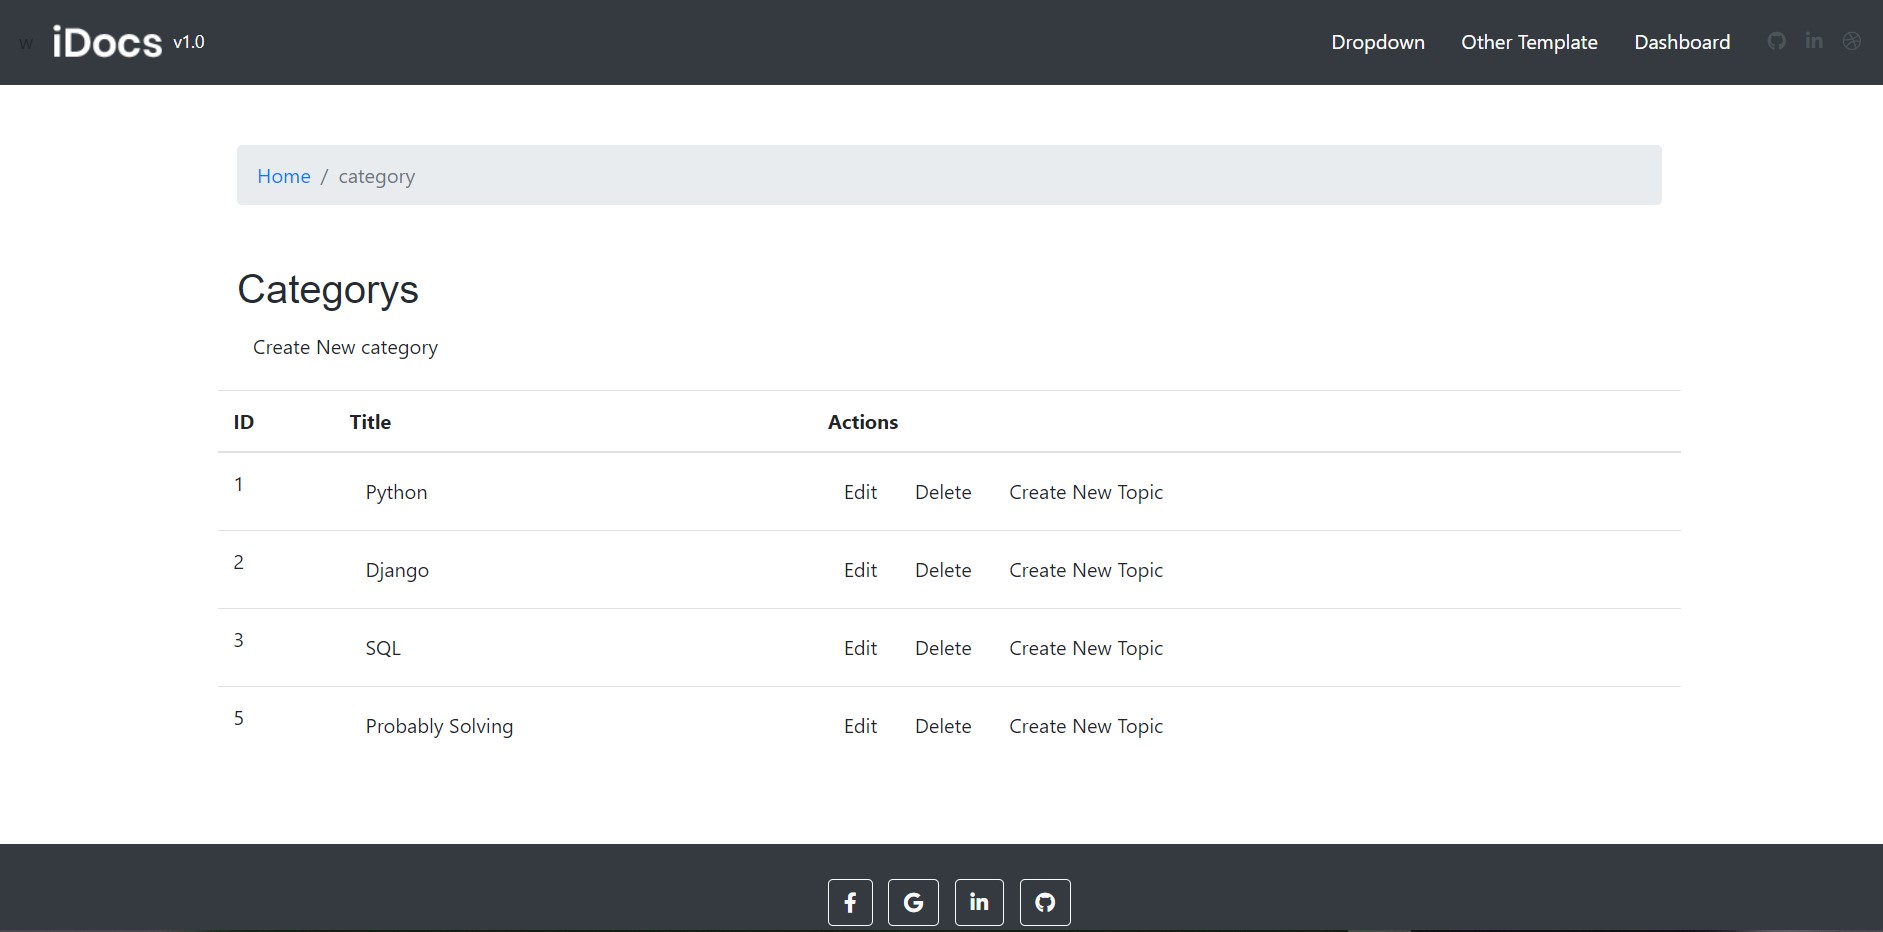 w iDocs v1.0 Dropdown Other Template Dashboard
Home / category
Categorys
Create New category
ID Title Actions
1 Python Edit Delete Create New Topic
2 Django Edit Delete Create New Topic
3 SQL Edit Delete Create New Topic
5 Probably Solving Edit Delete Create New Topic